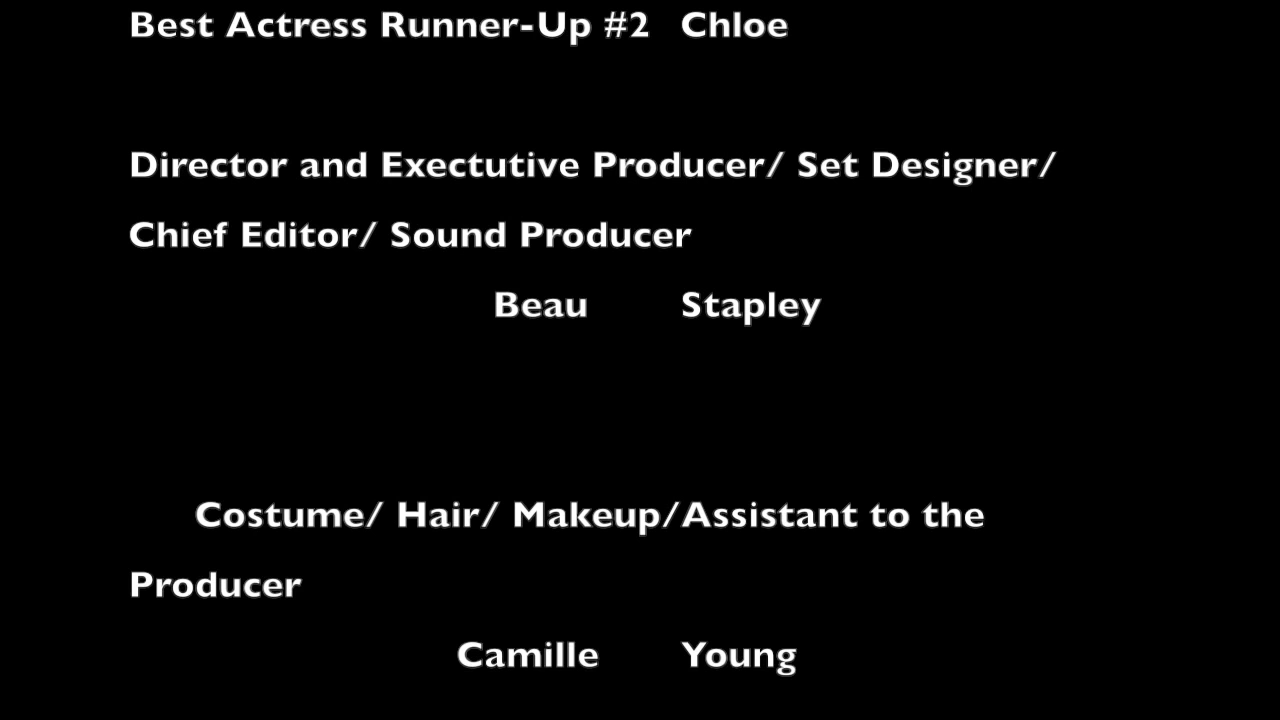 Best Actress Runner-Up #2 Chloe
Director and Exectutive Producer/ Set Designer/
Chief Editor/ Sound Producer
Beau Stapley
Costume/ Hair/ Makeup/Assistant to the
Producer
Camille Young